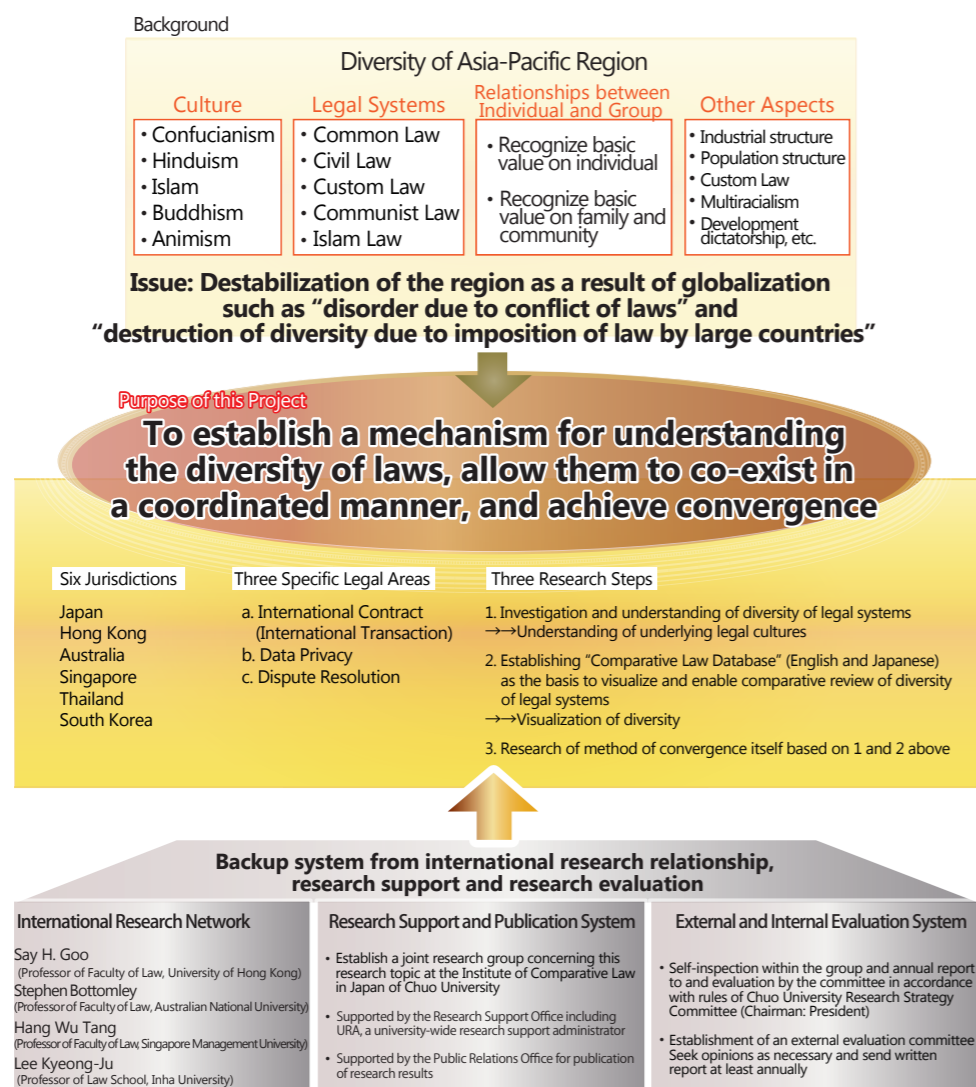 Background
Diversity of Asia-Pacific Region
Culture
• Confucianism
• Hinduism
• Islam
• Buddhism
• Animism
Legal Systems
• Common Law
• Civil Law
• Custom Law
• Communist Law
• Islam Law
Relationships between
Individual and Group
• Recognize basic
value on individual
• Recognize basic
value on family and
community
Other Aspects
• Industrial structure
• Population structure
• Custom Law
• Multiracialism
• Development
dictatorship, etc.
Issue: Destabilization of the region as a result of globalization
such as “disorder due to conflict of laws” and
“destruction of diversity due to imposition of law by large countries”
Purpose of this Project
To establish a mechanism for understanding
the diversity of laws, allow them to co-exist in
a coordinated manner, and achieve convergence
Six Jurisdictions
Japan
Hong Kong
Australia
Singapore
Thailand
South Korea
Three Specific Legal Areas
a. International Contract
(International Transaction)
b. Data Privacy
c. Dispute Resolution
Three Research Steps
1. Investigation and understanding of diversity of legal systems
→→Understanding of underlying legal cultures
2. Establishing “Comparative Law Database” (English and Japanese)
as the basis to visualize and enable comparative review of diversity
of legal systems
→→Visualization of diversity
3. Research of method of convergence itself based on 1 and 2 above
Backup system from international research relationship,
research support and research evaluation
International Research Network
Say H. Goo
(Professor of Faculty of Law, University of Hong Kong)
Stephen Bottomley
(Professor of Faculty of Law, Australian National University)
Hang Wu Tang
(Professor of Faculty of Law, Singapore Management University)
Lee Kyeong-Ju
(Professor of Law School, Inha University)
Research Support and Publication System
• Establish a joint research group concerning this
research topic at the Institute of Comparative Law
in Japan of Chuo University
• Supported by the Research Support Office including
URA, a university-wide research support administrator
• Supported by the Public Relations Office for publication
of research results
External and Internal Evaluation System
• Self-inspection within the group and annual report
to and evaluation by the committee in accordance
with rules of Chuo University Research Strategy
Committee (Chairman: President)
• Establishment of an external evaluation committee
Seek opinions as necessary and send written
report at least annually